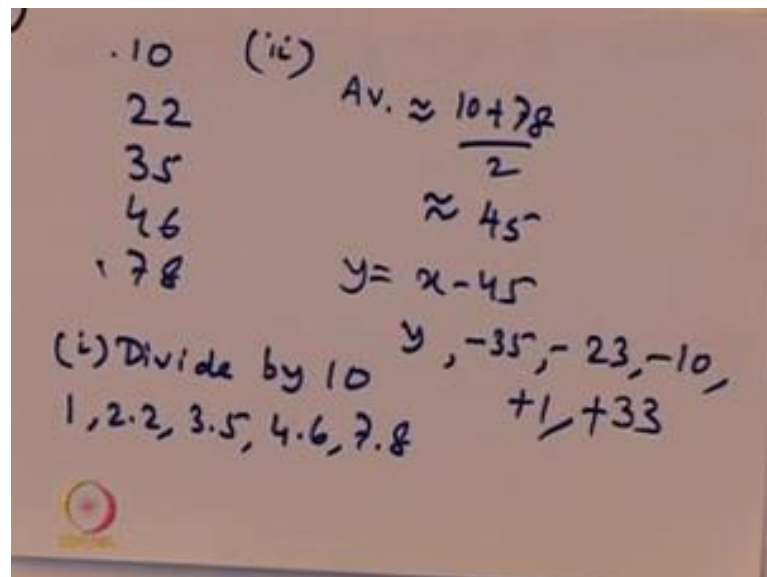 . 10
22
35
46
. 78
(i) Divide by 10
1, 2.2, 3.5, 4.6, 7.8
(ii)
Av. ≈ 10+78
2
≈ 45
y = x - 45
y, -35, - 23, -10,
+1, +33